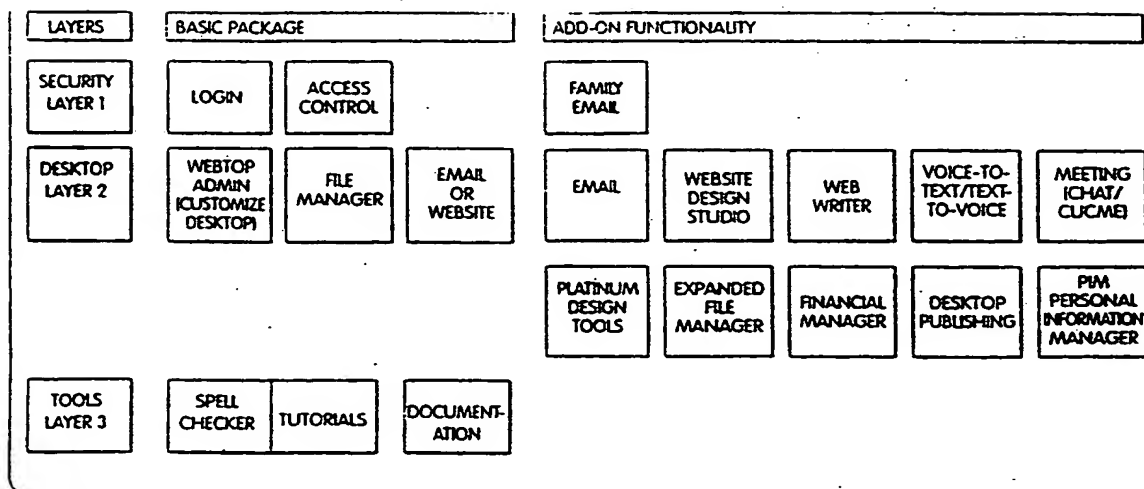 LAYERS
BASIC PACKAGE
ADD-ON FUNCTIONALITY
SECURITY
LAYER 1
LOGIN
ACCESS
CONTROL
FAMILY
EMAIL
DESKTOP
LAYER 2
WEBTOP
ADMIN
(CUSTOMIZE
DESKTOP)
FILE
MANAGER
EMAIL
OR
WEBSITE
EMAIL
WEBSITE
DESIGN
STUDIO
WEB
WRITER
VOICE-TO-
TEXT/TEXT-
TO-VOICE
MEETING
(CHAT/
CUCME)
PLATINUM
DESIGN
TOOLS
EXPANDED
FILE
MANAGER
FINANCIAL
MANAGER
DESKTOP
PUBLISHING
PIM
PERSONAL
INFORMATION
MANAGER
TOOLS
LAYER 3
SPELL
CHECKER
TUTORIALS
DOCUMENT-
ATION